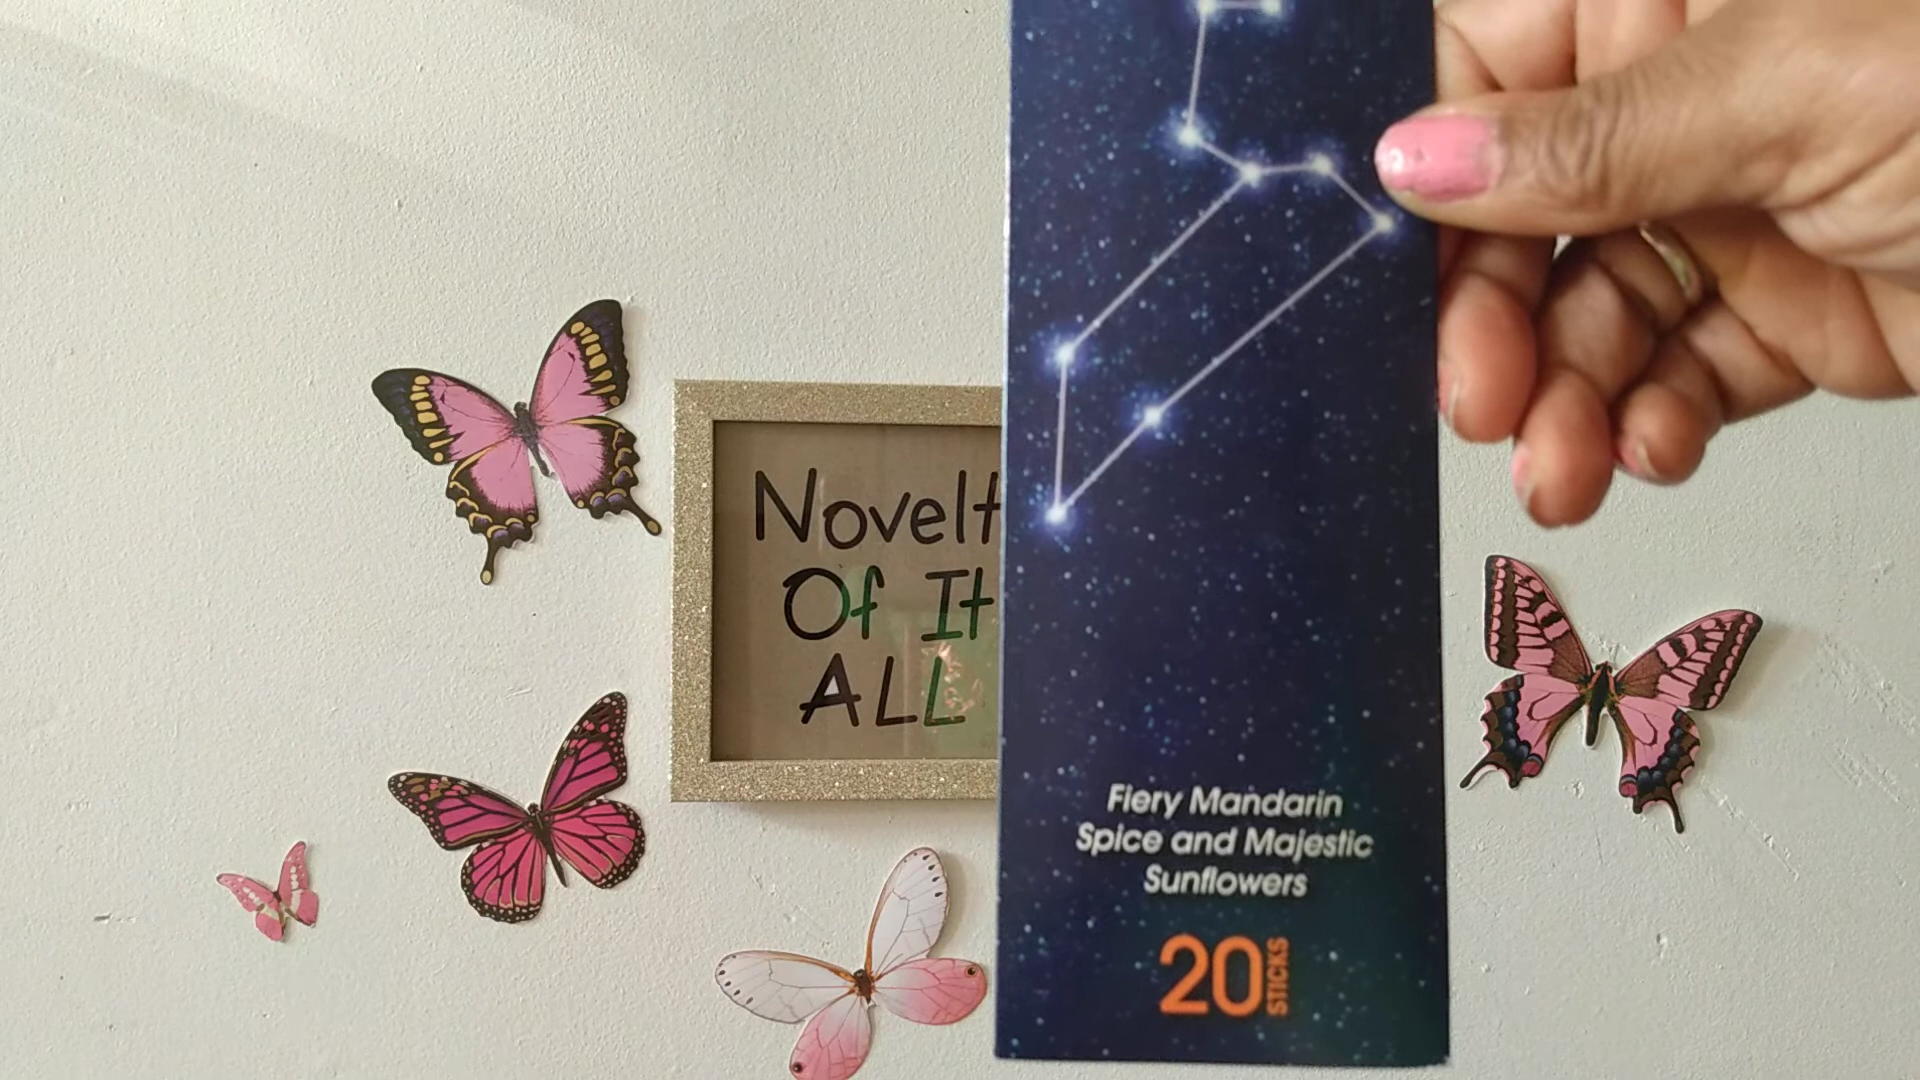 Novelt
Of It
ALL
Fiery Mandarin
Spice and Majestic
Sunflowers
20
STICKS